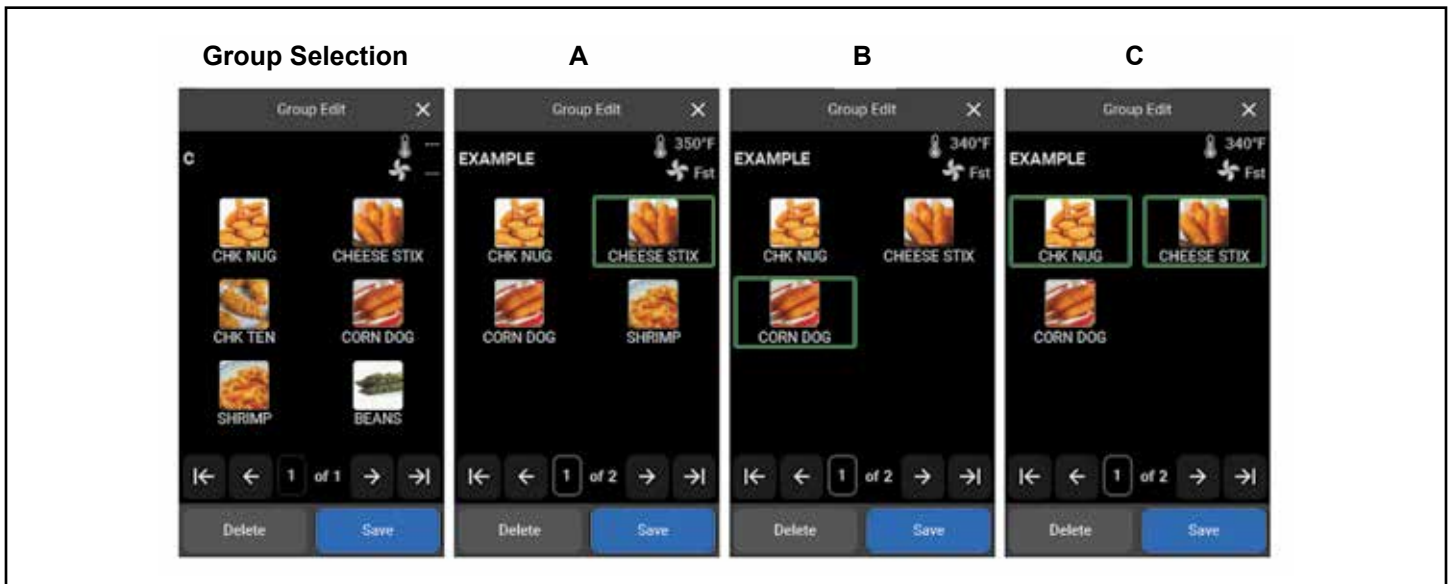 Group Selection
A
B
C
Group Edit
C
---
---
CHK NUG
CHEESE STIX
CHK TEN
CORN DOG
SHRIMP
BEANS
1 of 1
Delete
Save
Group Edit
EXAMPLE
350°F
Fst
CHK NUG
CHEESE STIX
CORN DOG
SHRIMP
1 of 2
Delete
Save
Group Edit
EXAMPLE
340°F
Fst
CHK NUG
CHEESE STIX
CORN DOG
1 of 2
Delete
Save
Group Edit
EXAMPLE
340°F
Fst
CHK NUG
CHEESE STIX
CORN DOG
1 of 2
Delete
Save